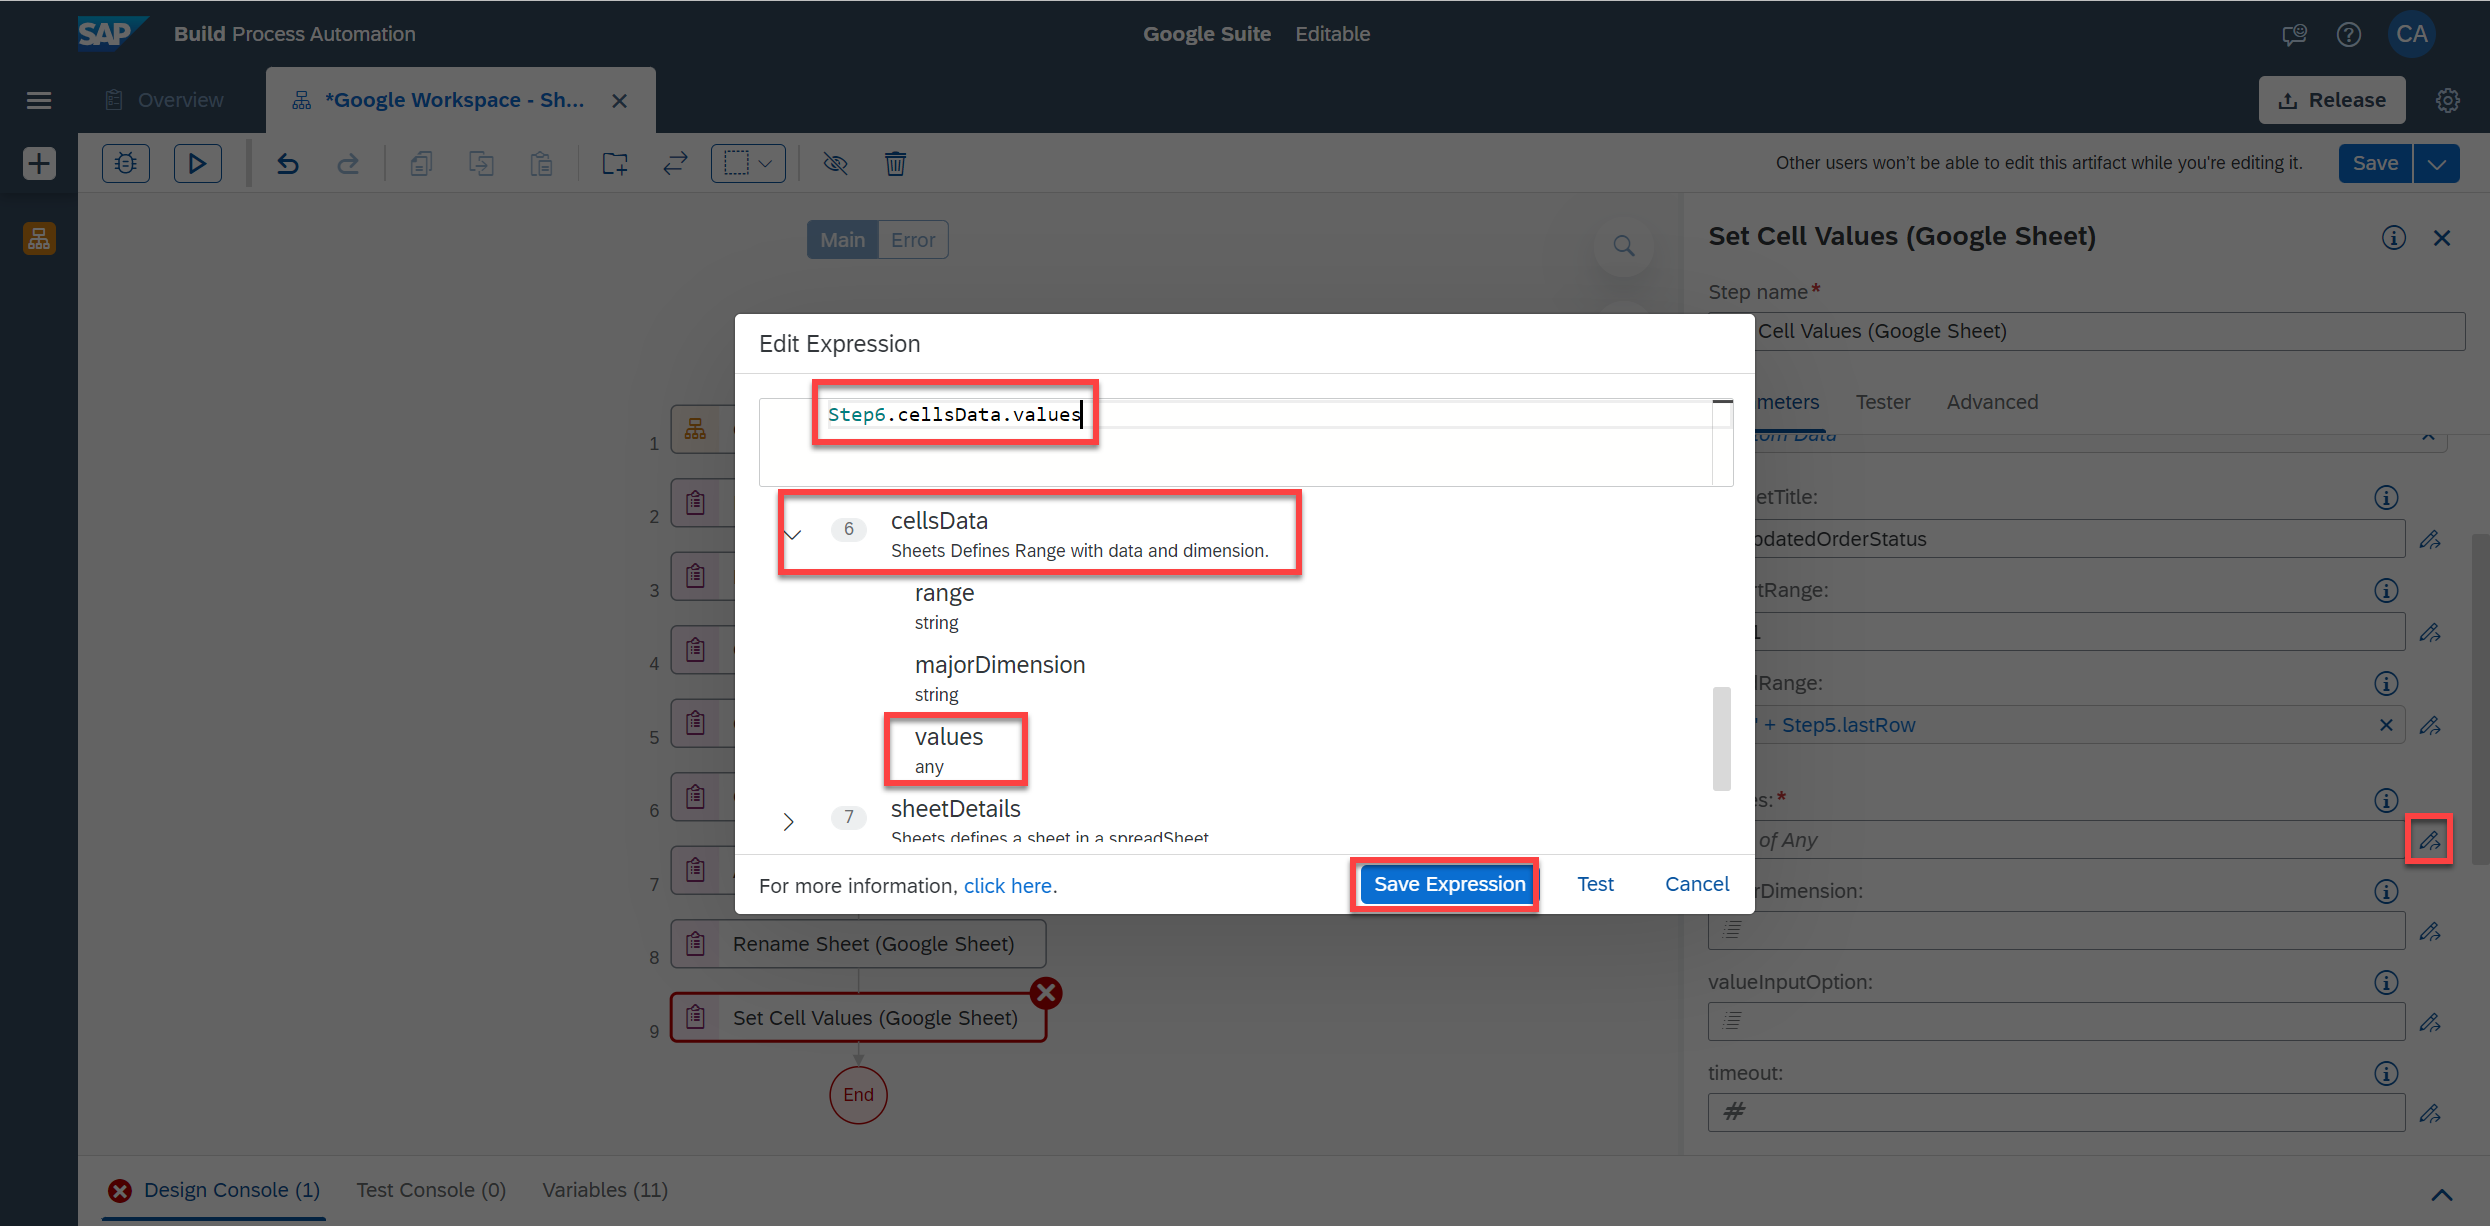 SAP Build Process Automation
Google Suite Editable
CA
Overview
*Google Workspace - Sh...
Release
Other users won't be able to edit this artifact while you're editing it.
Save
Main Error
Set Cell Values (Google Sheet)
Step name*
Cell Values (Google Sheet)
meters Tester Advanced
om Data
etTitle:
pdatedOrderStatus
tRange:
1
Range:
" + Step5.lastRow
s:*
of Any
rDimension:
valueInputOption:
timeout:
#
Edit Expression
Step6.cellsData.values
6 cellsData
Sheets Defines Range with data and dimension.
range
string
majorDimension
string
values
any
7 sheetDetails
Sheets defines a sheet in a spreadSheet
For more information, click here.
Save Expression Test Cancel
1
2
3
4
5
6
7
8 Rename Sheet (Google Sheet)
9 Set Cell Values (Google Sheet)
End
Design Console (1) Test Console (0) Variables (11)